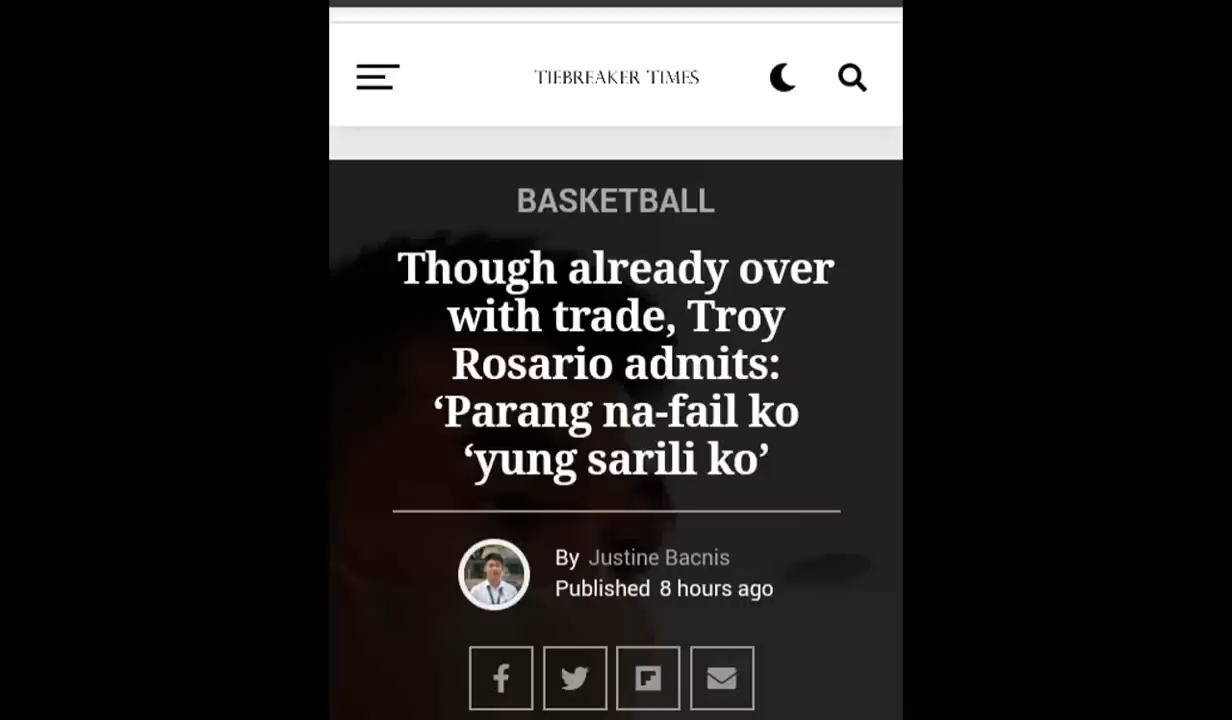 TIEBREAKER TIMES
BASKETBALL
Though already over
with trade, Troy
Rosario admits:
‘Parang na-fail ko
‘yung sarili ko’
By Justine Bacnis
Published 8 hours ago